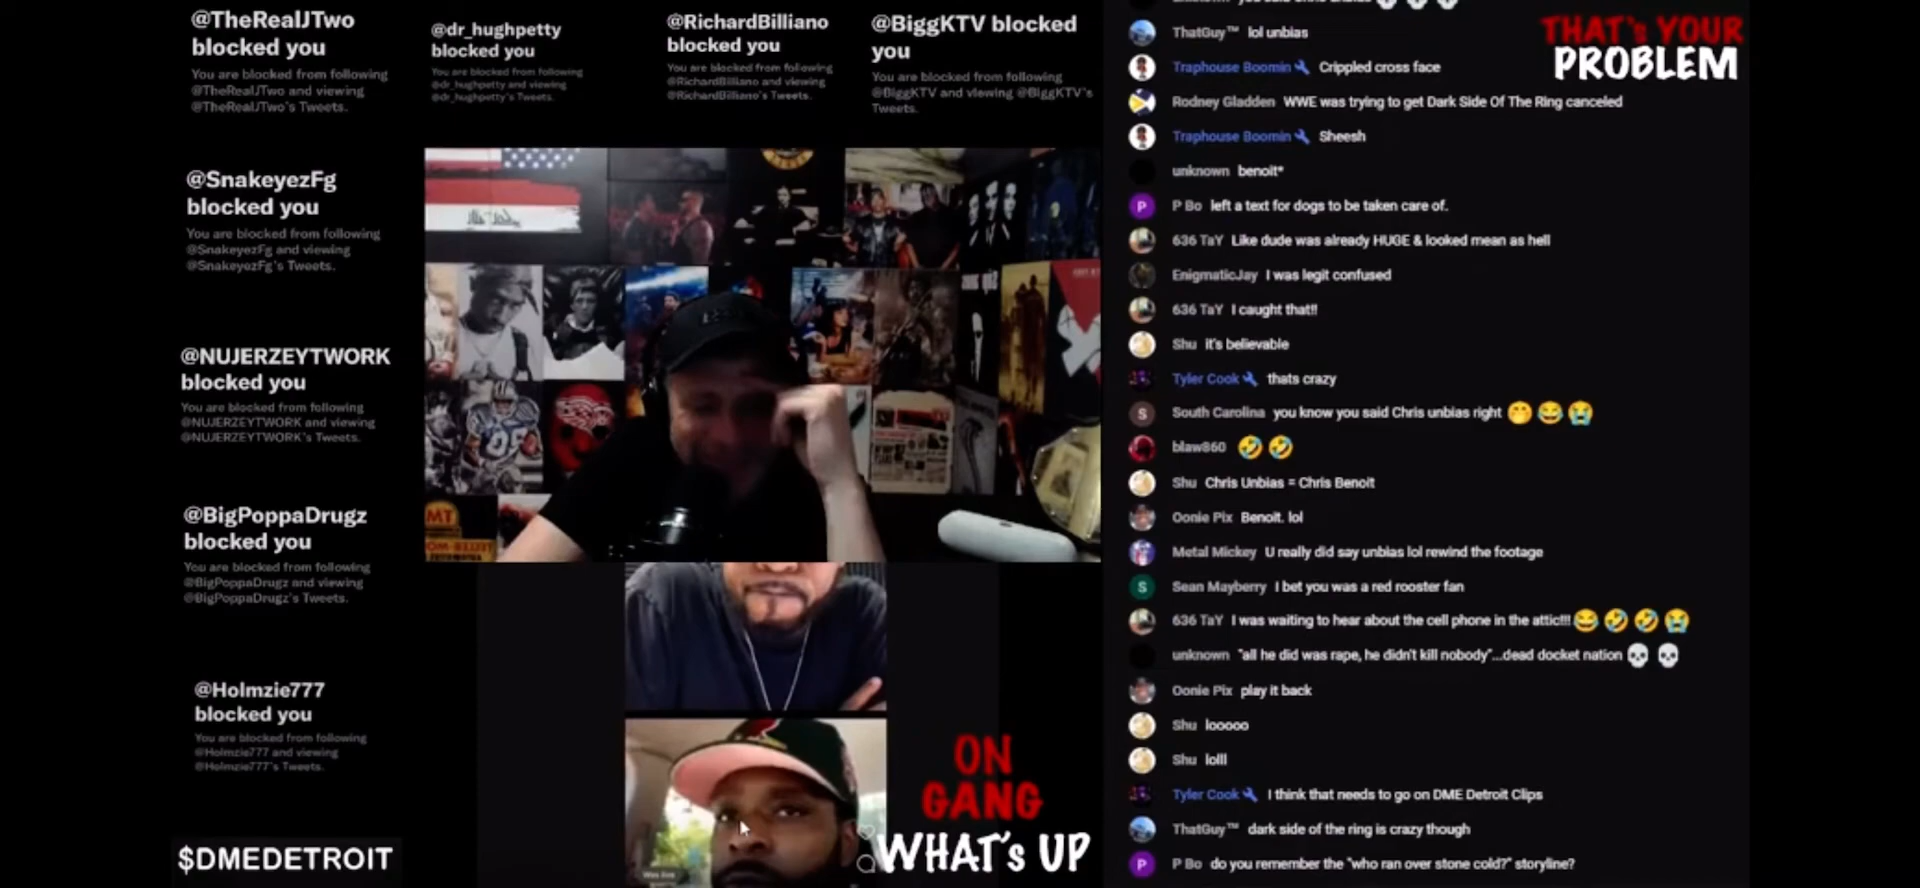 @TheRealJTwo
blocked you
You are blocked from following
@TheRealJTwo and viewing
@TheRealJTwo's Tweets.
@dr_hughpetty
blocked you
You are blocked from following
@dr_hughpetty and viewing
@dr_hughpetty's Tweets.
@RichardBilliano
blocked you
You are blocked from following
@RichardBilliano and viewing
@RichardBilliano's Tweets.
@BiggKTV blocked
you
You are blocked from following
@BiggKTV and viewing @BiggKTV's
Tweets.
@SnakeyezFg
blocked you
You are blocked from following
@SnakeyezFg and viewing
@SnakeyezFg's Tweets.
@NUJERZEYTWORK
blocked you
You are blocked from following
@NUJERZEYTWORK and viewing
@NUJERZEYTWORK's Tweets.
@BigPoppaDrugz
blocked you
You are blocked from following
@BigPoppaDrugz and viewing
@BigPoppaDrugz's Tweets.
@Holmzie777
blocked you
You are blocked from following
@Holmzie777 and viewing
@Holmzie777's Tweets.
$DMEDETROIT
ON
GANG
WHAT's UP
THAT's YOUR
PROBLEM
ThatGuy™ lol unbias
Traphouse Boomin Crippled cross face
Rodney Gladden WWE was trying to get Dark Side Of The Ring canceled
Traphouse Boomin Sheesh
unknown benoit*
P Bo left a text for dogs to be taken care of.
636 TaY Like dude was already HUGE & looked mean as hell
EnigmaticJay I was legit confused
636 TaY I caught that!!
Shu it's believable
Tyler Cook thats crazy
South Carolina you know you said Chris unbias right 🤭😂😭
blaw860 🤣🤣
Shu Chris Unbias = Chris Benoit
Oonie Pix Benoit. lol
Metal Mickey U really did say unbias lol rewind the footage
Sean Mayberry I bet you was a red rooster fan
636 TaY I was waiting to hear about the cell phone in the attic!!! 😂🤣🤣😭
unknown "all he did was rape, he didn't kill nobody"...dead docket nation 💀💀
Oonie Pix play it back
Shu looooo
Shu lolll
Tyler Cook I think that needs to go on DME Detroit Clips
ThatGuy™ dark side of the ring is crazy though
P Bo do you remember the "who ran over stone cold?" storyline?